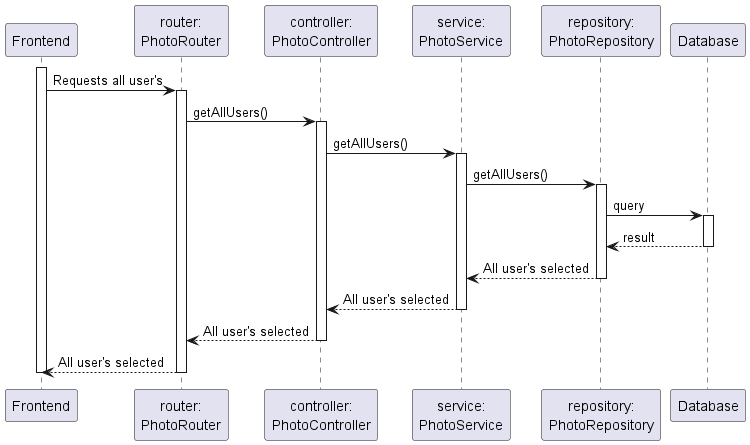 Frontend
router:
PhotoRouter
controller:
PhotoController
service:
PhotoService
repository:
PhotoRepository
Database
Requests all user's
getAllUsers()
getAllUsers()
getAllUsers()
query
result
All user's selected
All user's selected
All user's selected
All user's selected
Frontend
router:
PhotoRouter
controller:
PhotoController
service:
PhotoService
repository:
PhotoRepository
Database